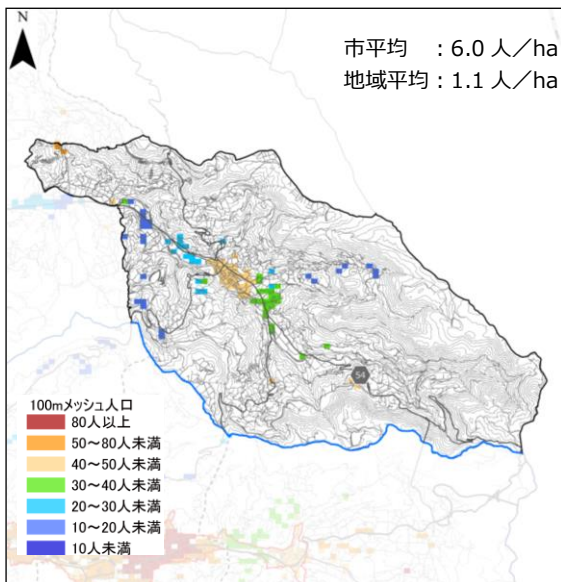 N
市平均 :6.0 人／ha
地域平均:1.1 人／ha
54
100mメッシュ人口
80人以上
50～80人未満
40～50人未満
30～40人未満
20～30人未満
10～20人未満
10人未満